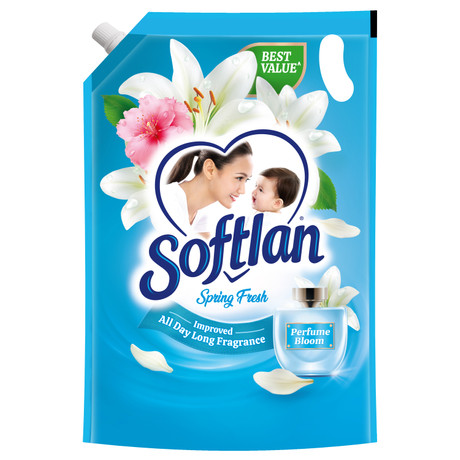 BEST
VALUE^
Softlan
Spring Fresh
Improved
All Day Long Fragrance
Perfume
Bloom